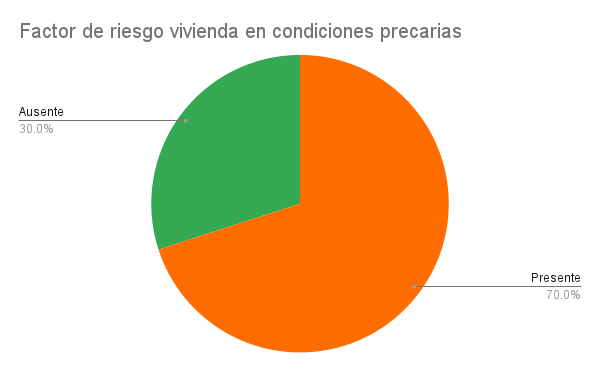 Factor de riesgo vivienda en condiciones precarias
Ausente
30.0%
Presente
70.0%